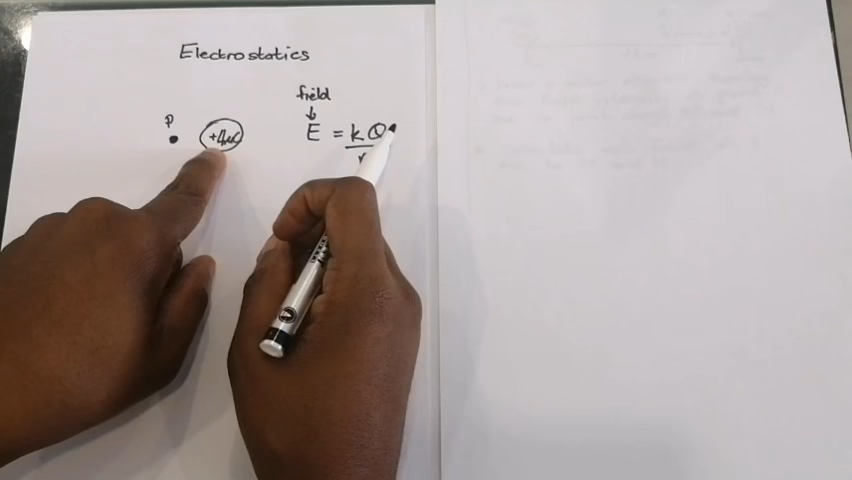 Electrostatics
field
↓
P
+4μC
E = kQ
r